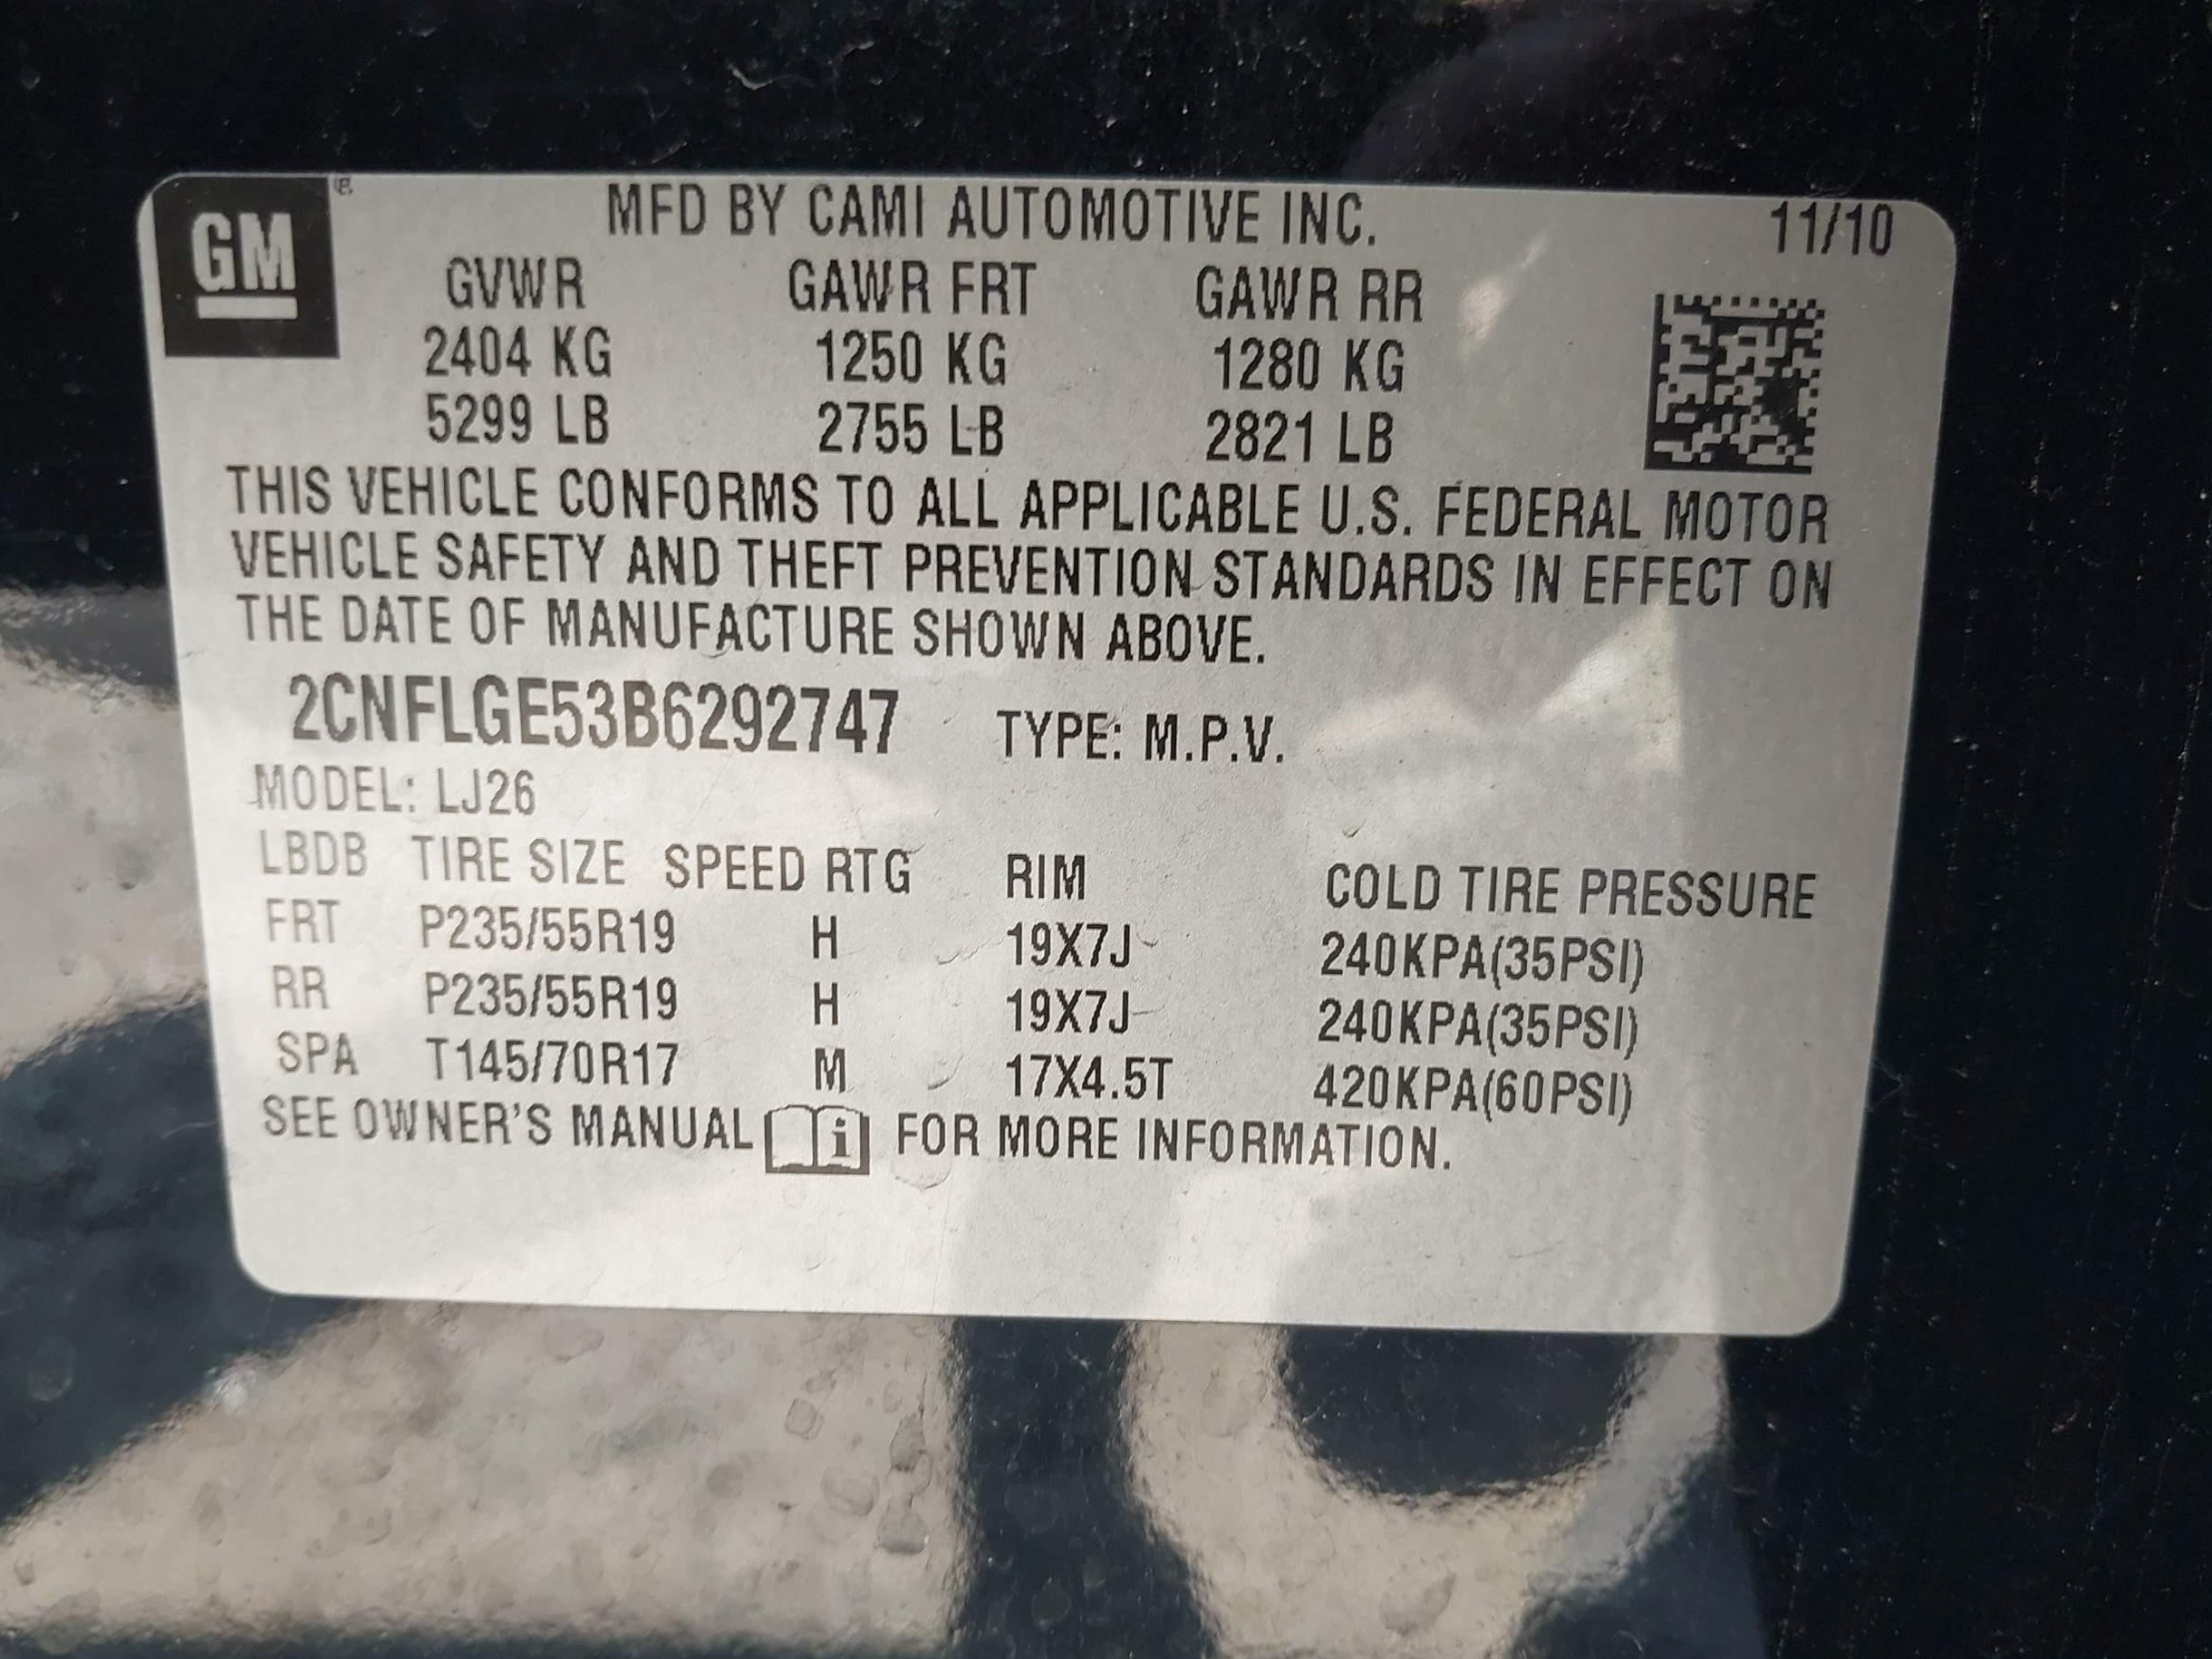 GM
MFD BY CAMI AUTOMOTIVE INC. 11/10
GVWR GAWR FRT GAWR RR
2404 KG 1250 KG 1280 KG
5299 LB 2755 LB 2821 LB
THIS VEHICLE CONFORMS TO ALL APPLICABLE U.S. FEDERAL MOTOR
VEHICLE SAFETY AND THEFT PREVENTION STANDARDS IN EFFECT ON
THE DATE OF MANUFACTURE SHOWN ABOVE.
2CNFLGE53B6292747 TYPE: M.P.V.
MODEL: LJ26
LBDB TIRE SIZE SPEED RTG RIM COLD TIRE PRESSURE
FRT P235/55R19 H 19X7J 240KPA(35PSI)
RR P235/55R19 H 19X7J 240KPA(35PSI)
SPA T145/70R17 M 17X4.5T 420KPA(60PSI)
SEE OWNER'S MANUAL i FOR MORE INFORMATION.